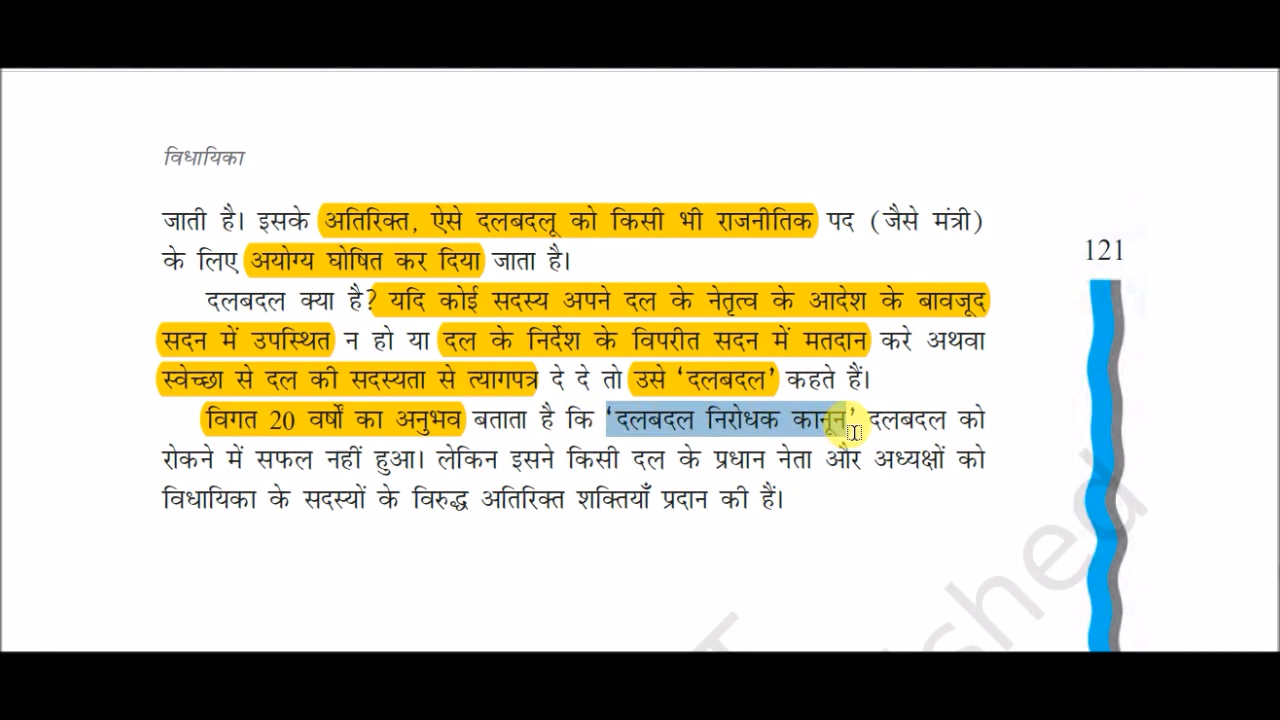 विधायिका
जाती है। इसके अतिरिक्त, ऐसे दलबदलू को किसी भी राजनीतिक पद (जैसे मंत्री)
के लिए अयोग्य घोषित कर दिया जाता है।
121
दलबदल क्या है? यदि कोई सदस्य अपने दल के नेतृत्व के आदेश के बावजूद
सदन में उपस्थित न हो या दल के निर्देश के विपरीत सदन में मतदान करे अथवा
स्वेच्छा से दल की सदस्यता से त्यागपत्र दे दे तो उसे ‘दलबदल’ कहते हैं।
विगत 20 वर्षों का अनुभव बताता है कि ‘दलबदल निरोधक कानून’ दलबदल को
रोकने में सफल नहीं हुआ। लेकिन इसने किसी दल के प्रधान नेता और अध्यक्षों को
विधायिका के सदस्यों के विरुद्ध अतिरिक्त शक्तियाँ प्रदान की हैं।